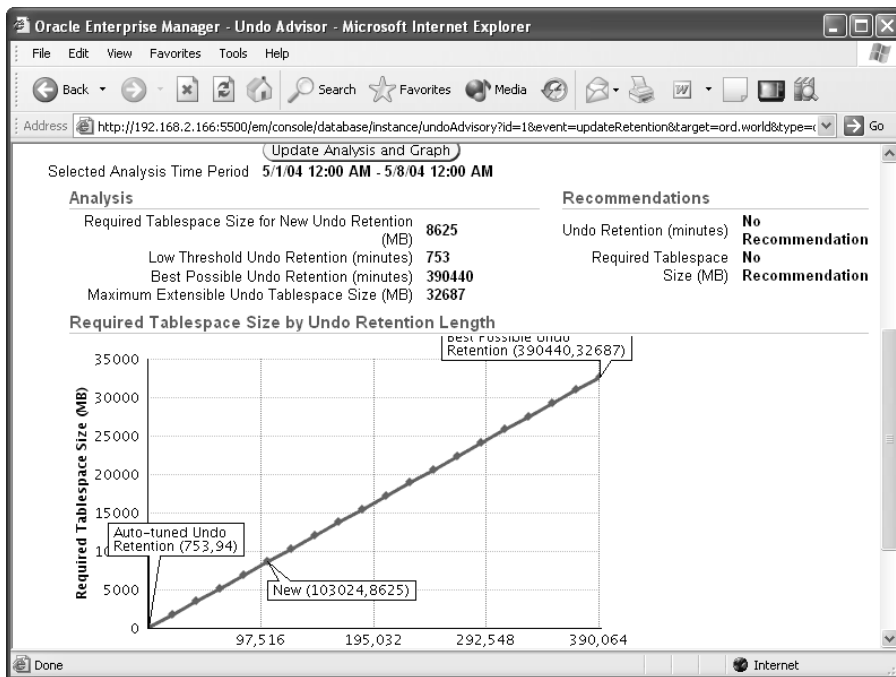 Oracle Enterprise Manager - Undo Advisor - Microsoft Internet Explorer
File Edit View Favorites Tools Help
Back Search Favorites Media
Address http://192.168.2.166:5500/em/console/database/instance/undoAdvisory?id=1&event=updateRetention&target=ord.world&type= Go
Update Analysis and Graph
Selected Analysis Time Period 5/1/04 12:00 AM - 5/8/04 12:00 AM
Analysis
Required Tablespace Size for New Undo Retention (MB) 8625
Low Threshold Undo Retention (minutes) 753
Best Possible Undo Retention (minutes) 390440
Maximum Extensible Undo Tablespace Size (MB) 32687
Recommendations
Undo Retention (minutes) No Recommendation
Required Tablespace Size (MB) No Recommendation
Required Tablespace Size by Undo Retention Length
Best Possible Undo
Retention (390440,32687)
Required Tablespace Size (MB)
35000
30000
25000
20000
15000
Auto-tuned Undo
Retention (753,94)
5000
New (103024,8625)
0
97,516 195,032 292,548 390,064
Done Internet